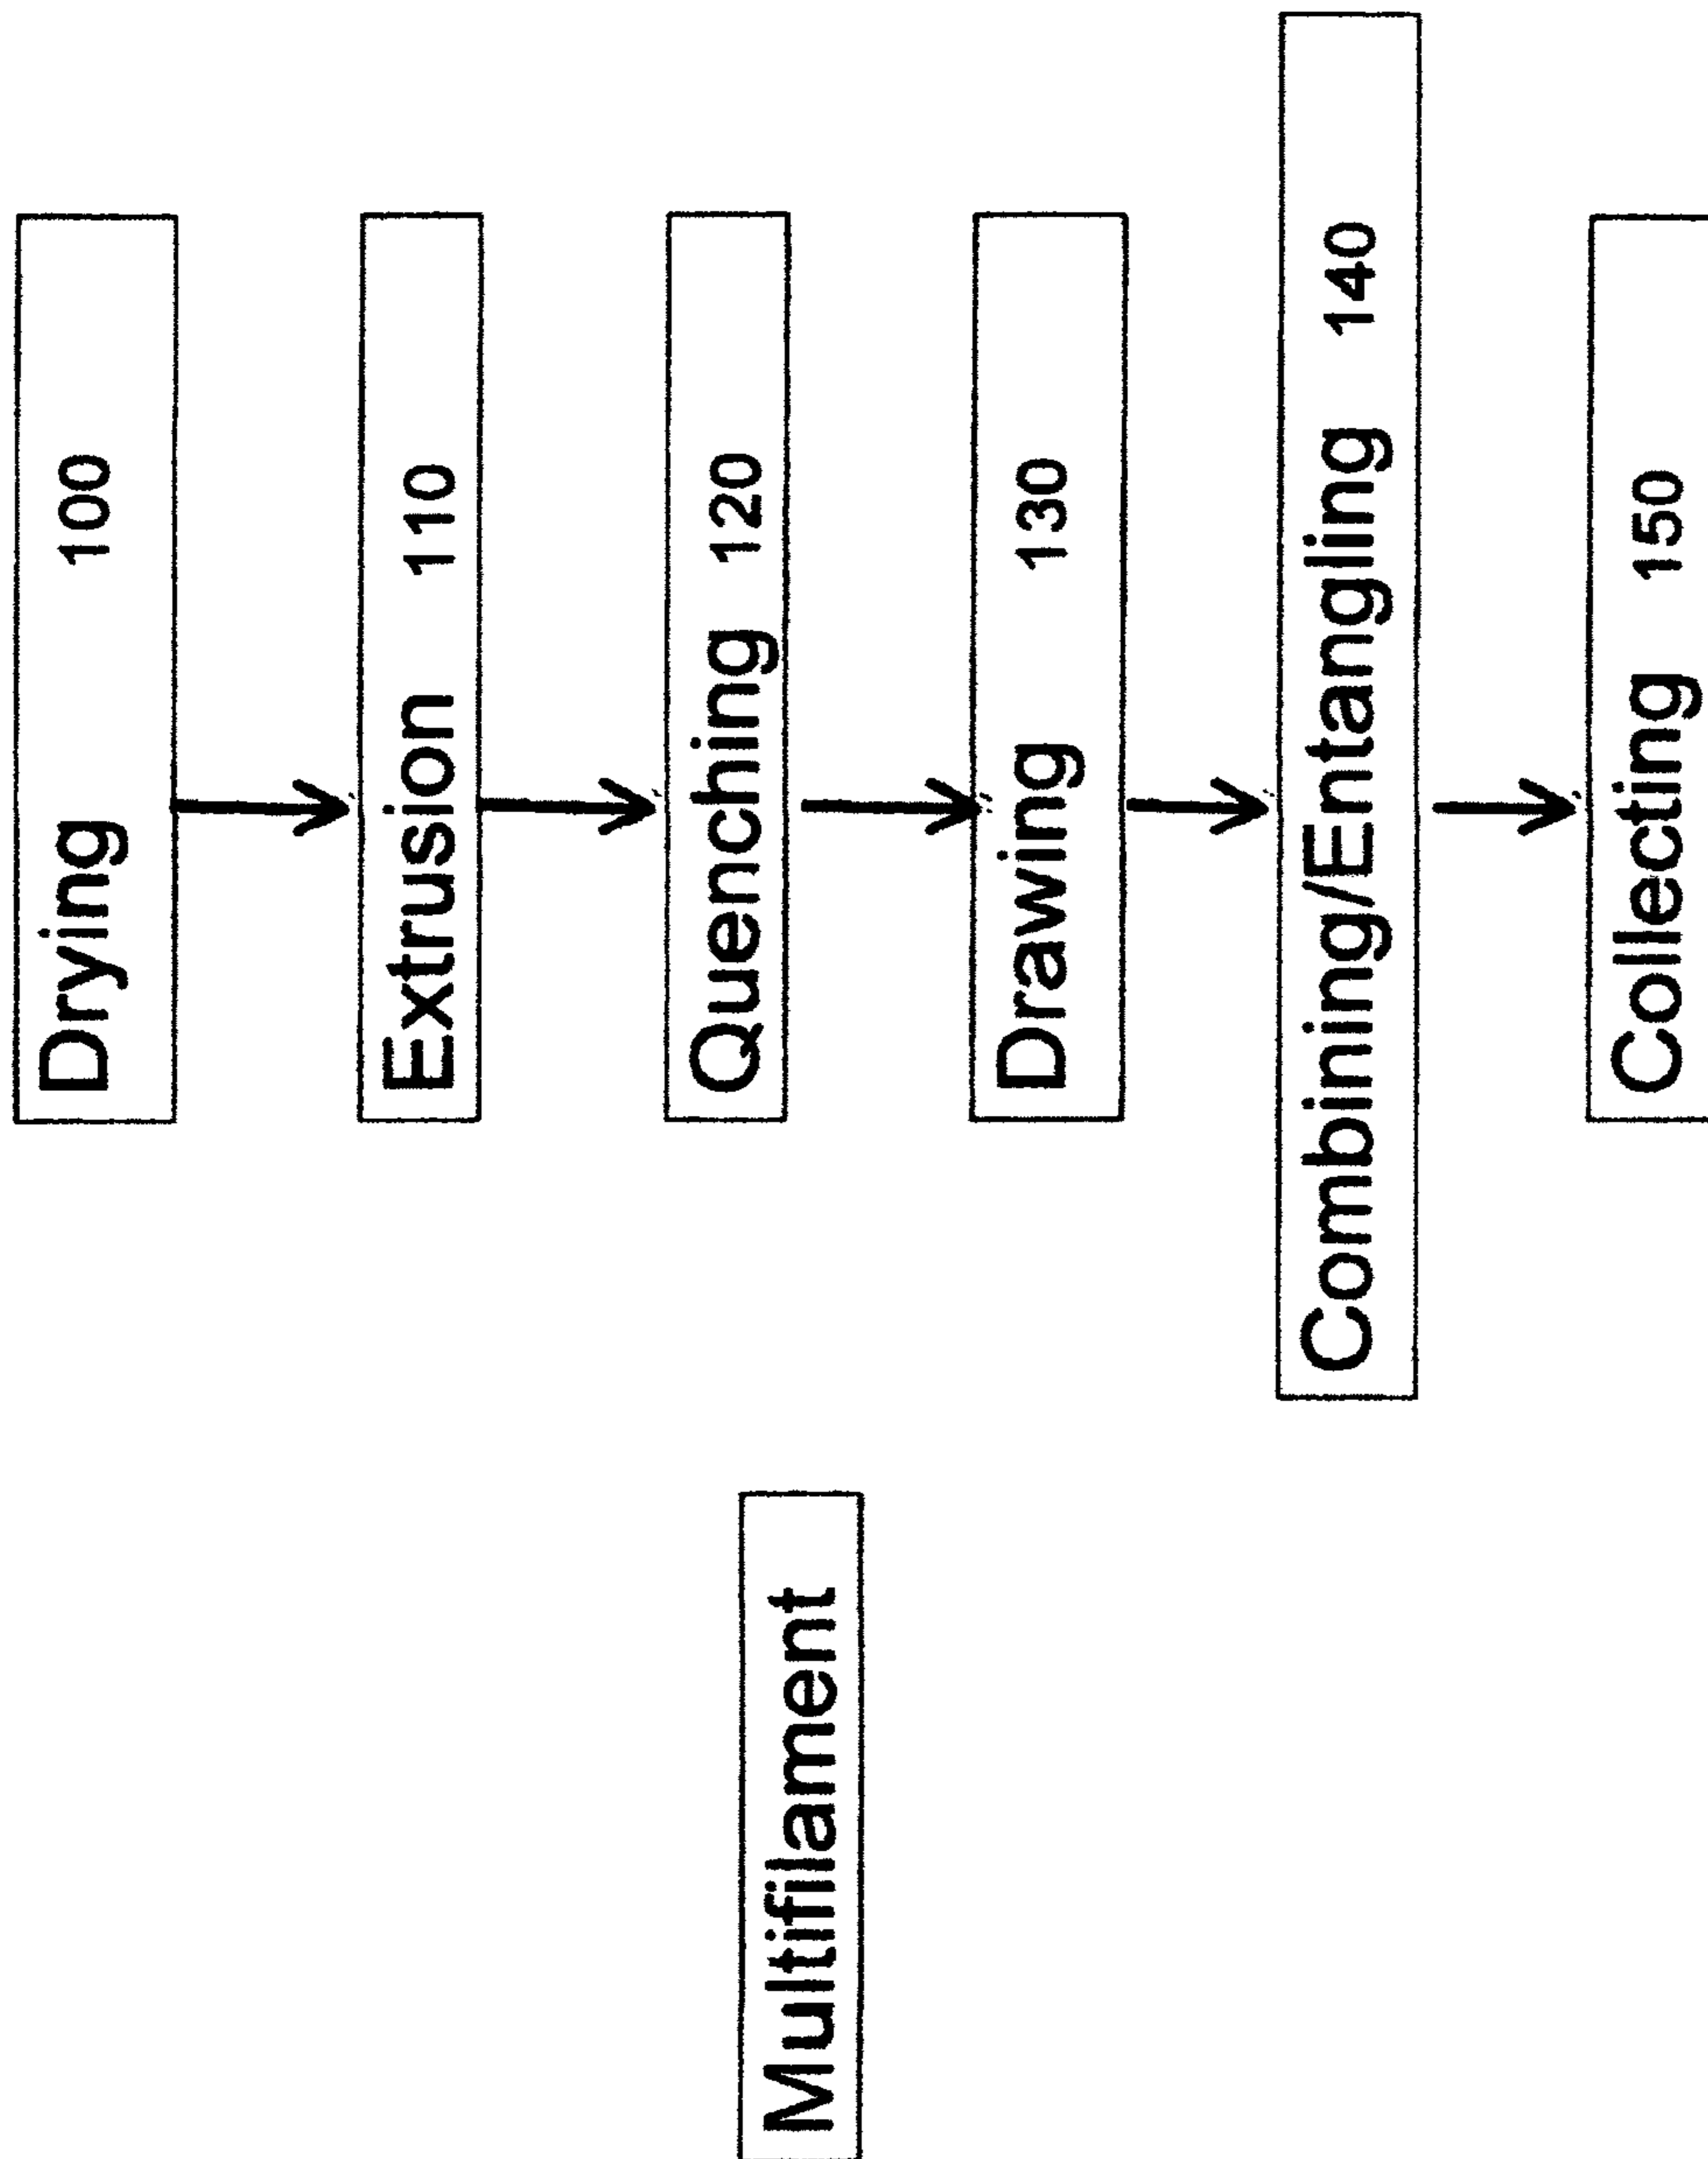 Multifilament
Drying 100
Extrusion 110
Quenching 120
Drawing 130
Combining/Entangling 140
Collecting 150